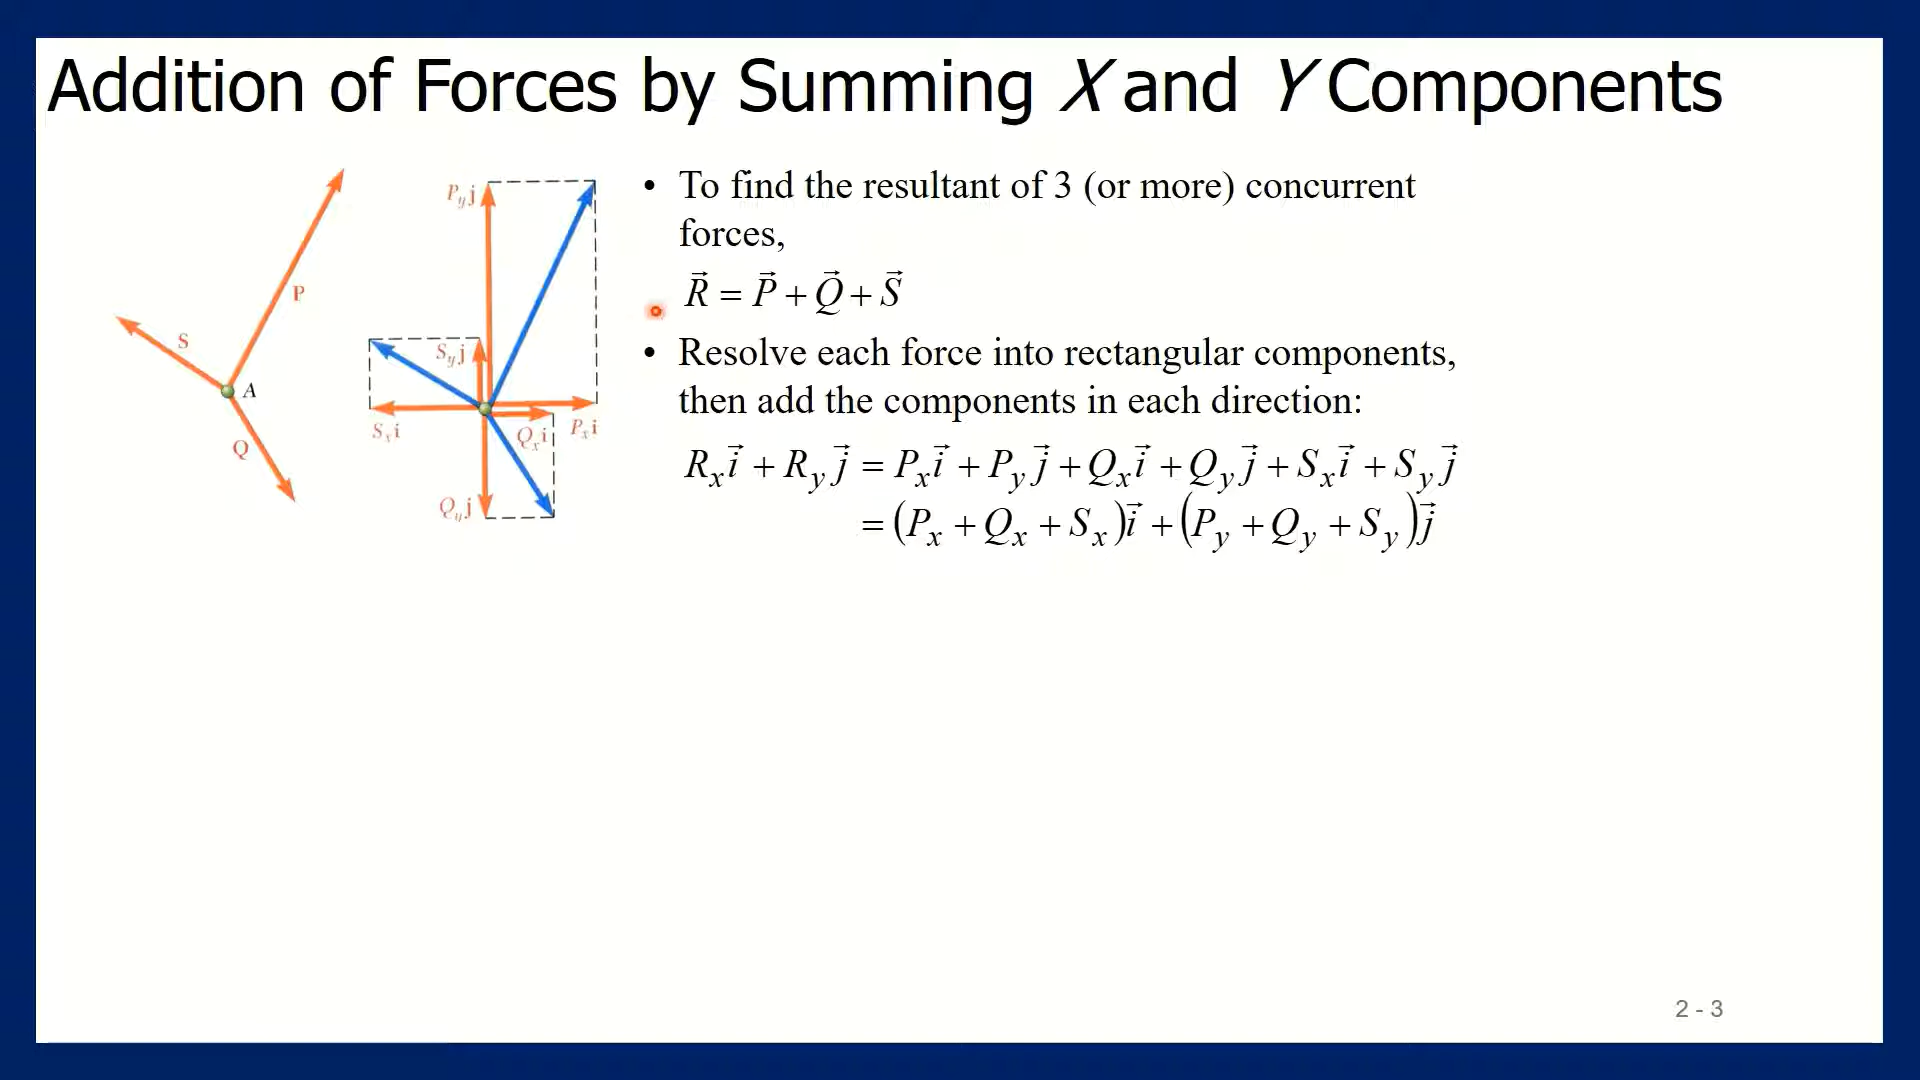 Addition of Forces by Summing X and Y Components
P
S
A
Q
P_y j
S_y j
S_x i
Q_x i
P_x i
Q_y j
• To find the resultant of 3 (or more) concurrent
forces,
R⃗ = P⃗ + Q⃗ + S⃗
• Resolve each force into rectangular components,
then add the components in each direction:
R_x i⃗ + R_y j⃗ = P_x i⃗ + P_y j⃗ + Q_x i⃗ + Q_y j⃗ + S_x i⃗ + S_y j⃗
= (P_x + Q_x + S_x) i⃗ + (P_y + Q_y + S_y) j⃗
2 - 3